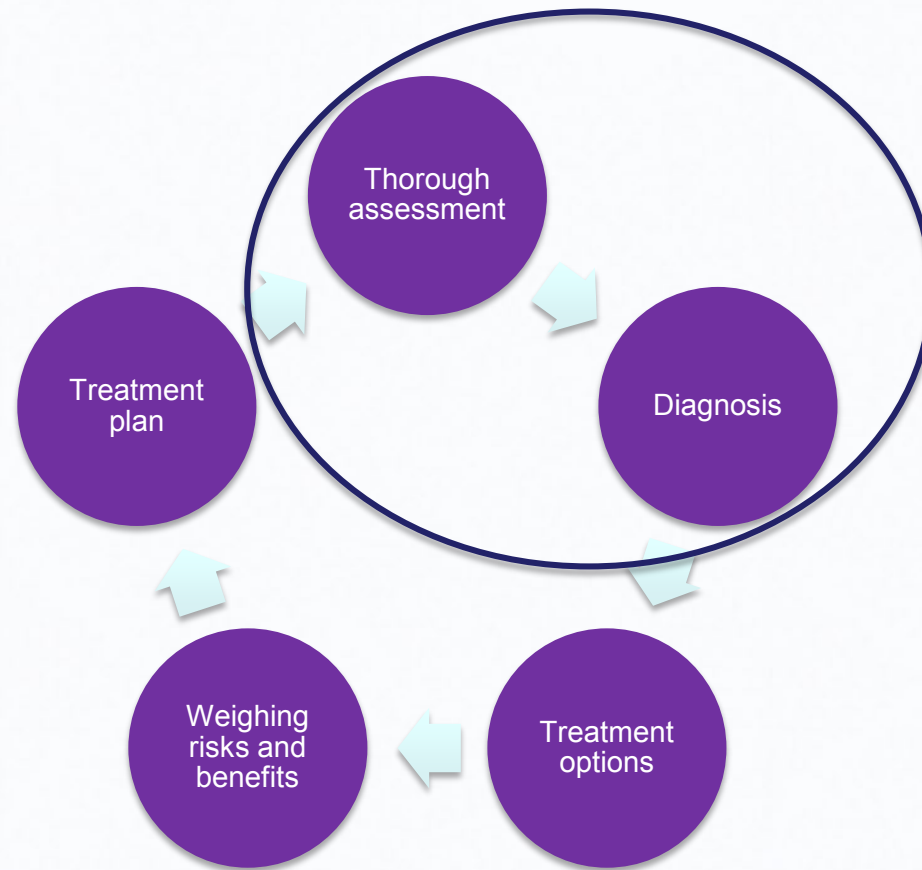 Thorough
assessment
Diagnosis
Treatment
options
Weighing
risks and
benefits
Treatment
plan